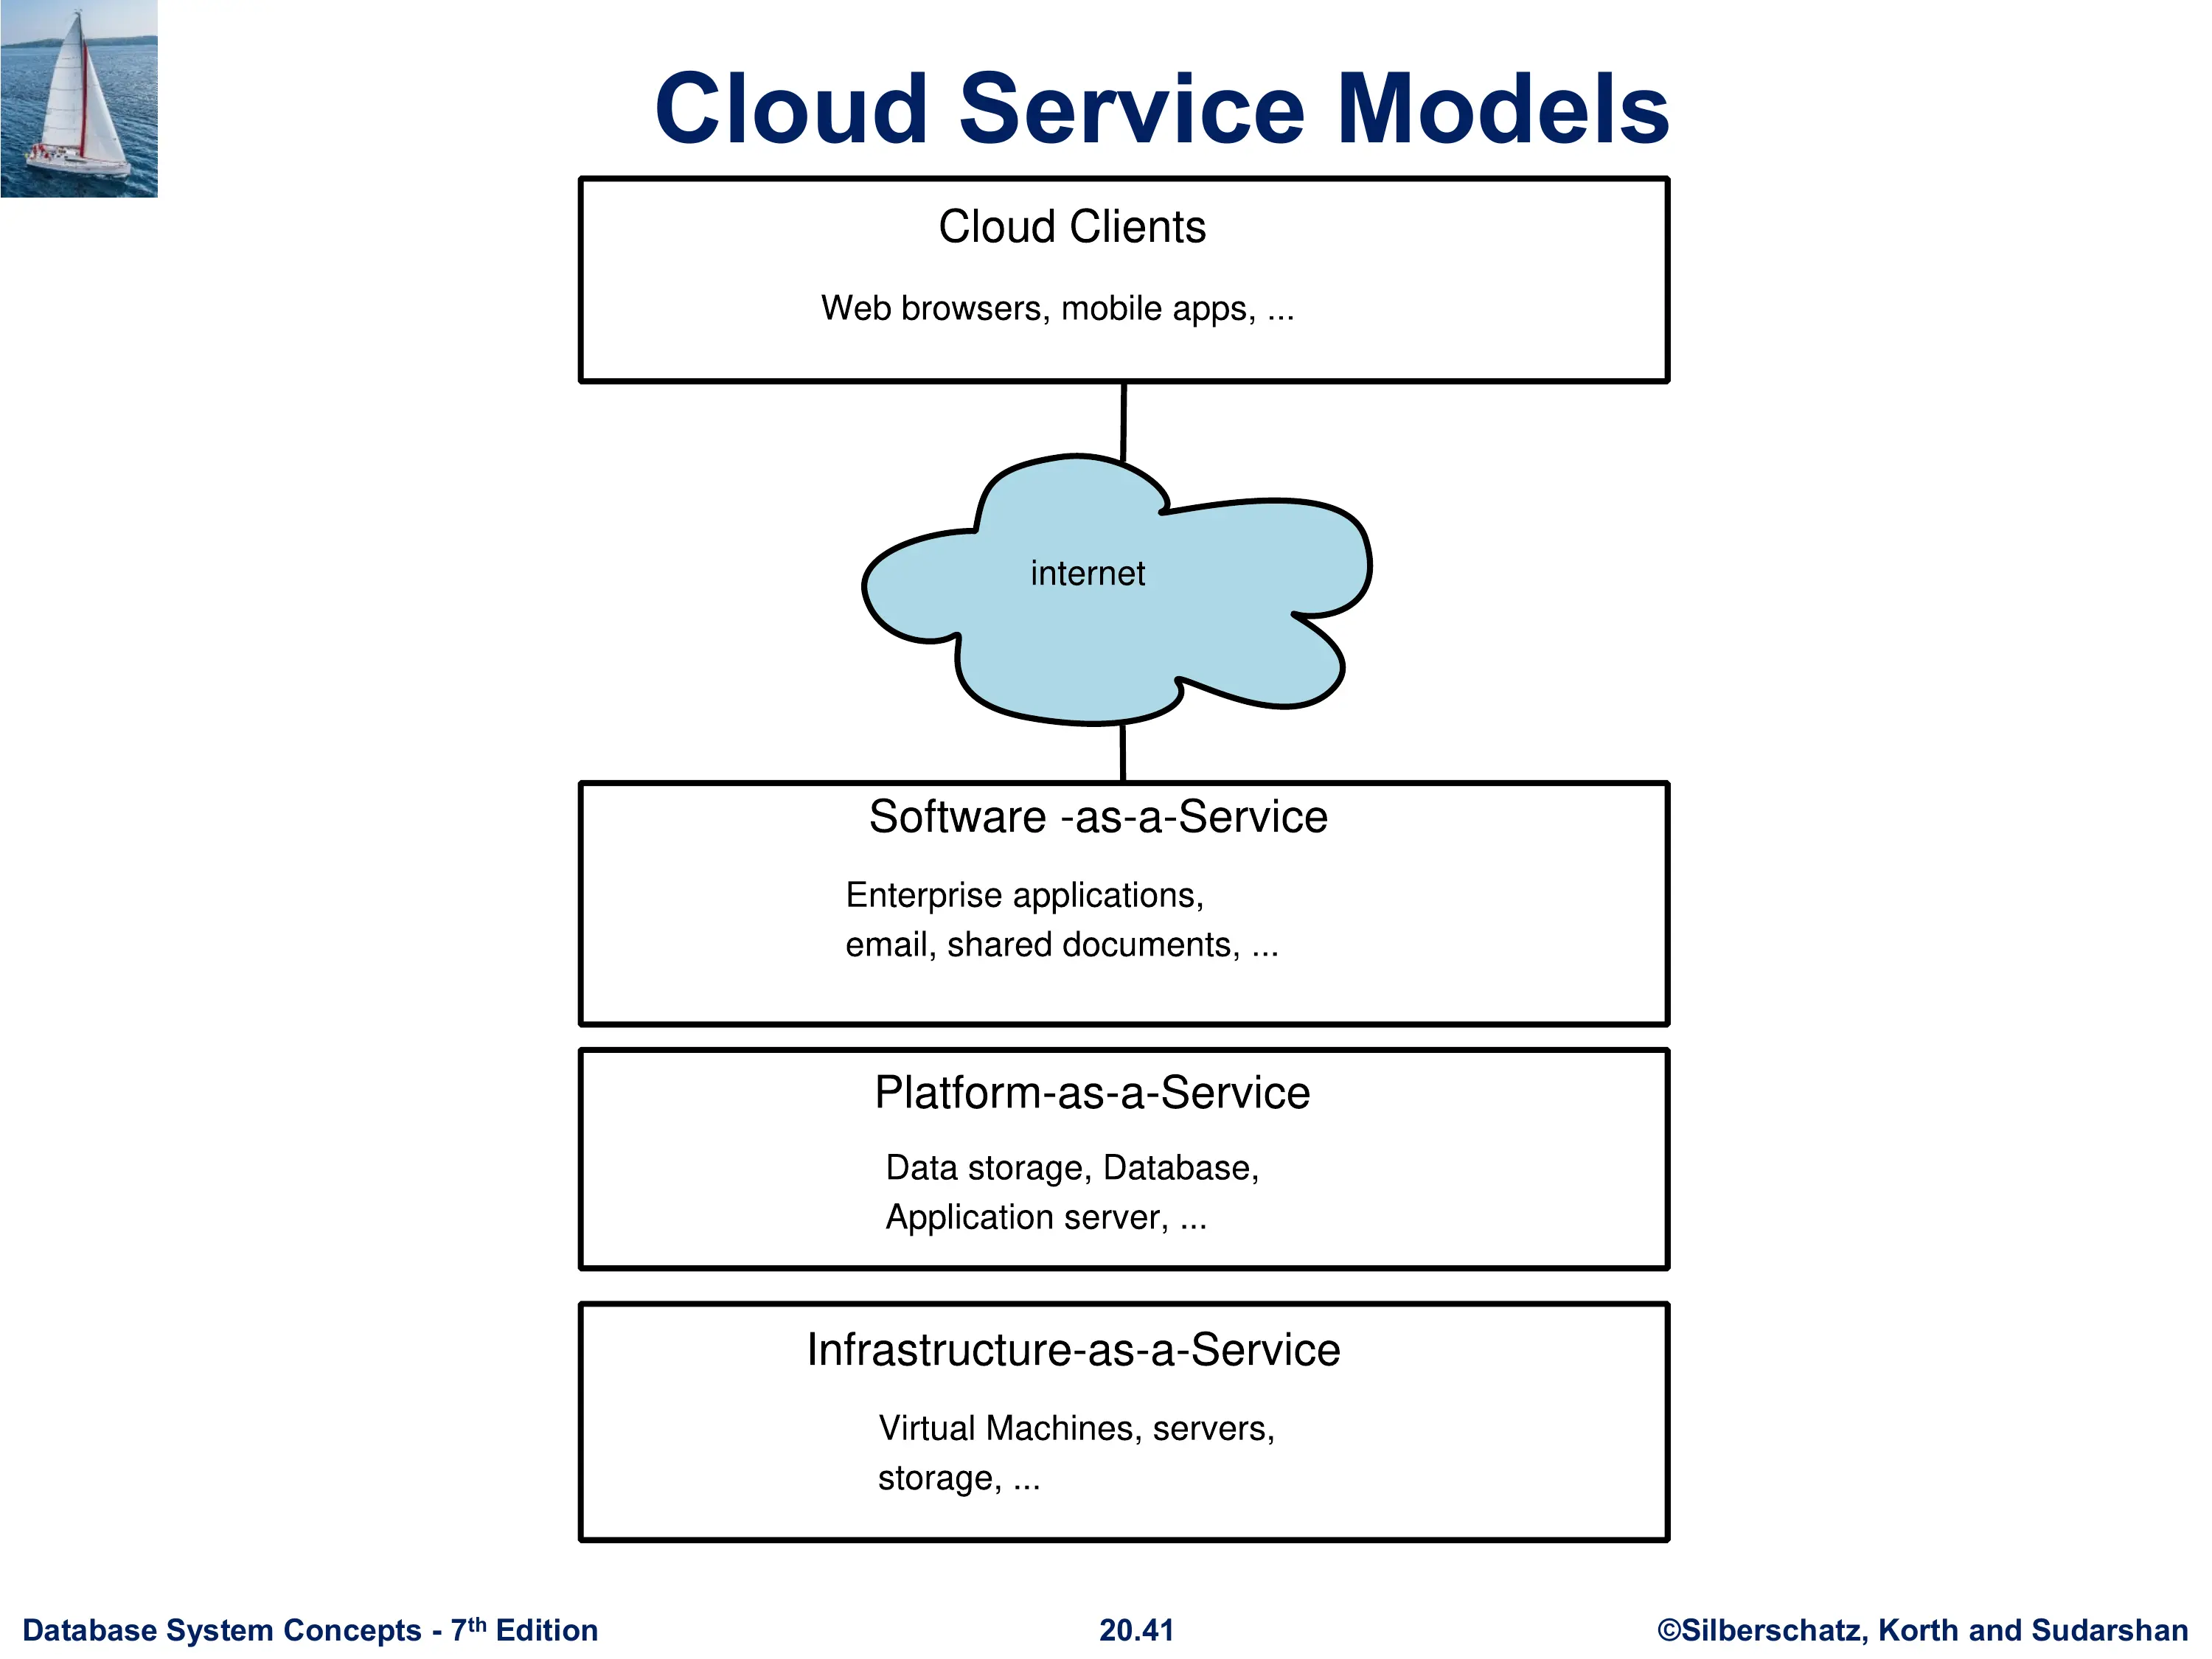 Cloud Service Models
Cloud Clients
Web browsers, mobile apps, ...
internet
Software -as-a-Service
Enterprise applications,
email, shared documents, ...
Platform-as-a-Service
Data storage, Database,
Application server, ...
Infrastructure-as-a-Service
Virtual Machines, servers,
storage, ...
Database System Concepts - 7th Edition
20.41
©Silberschatz, Korth and Sudarshan